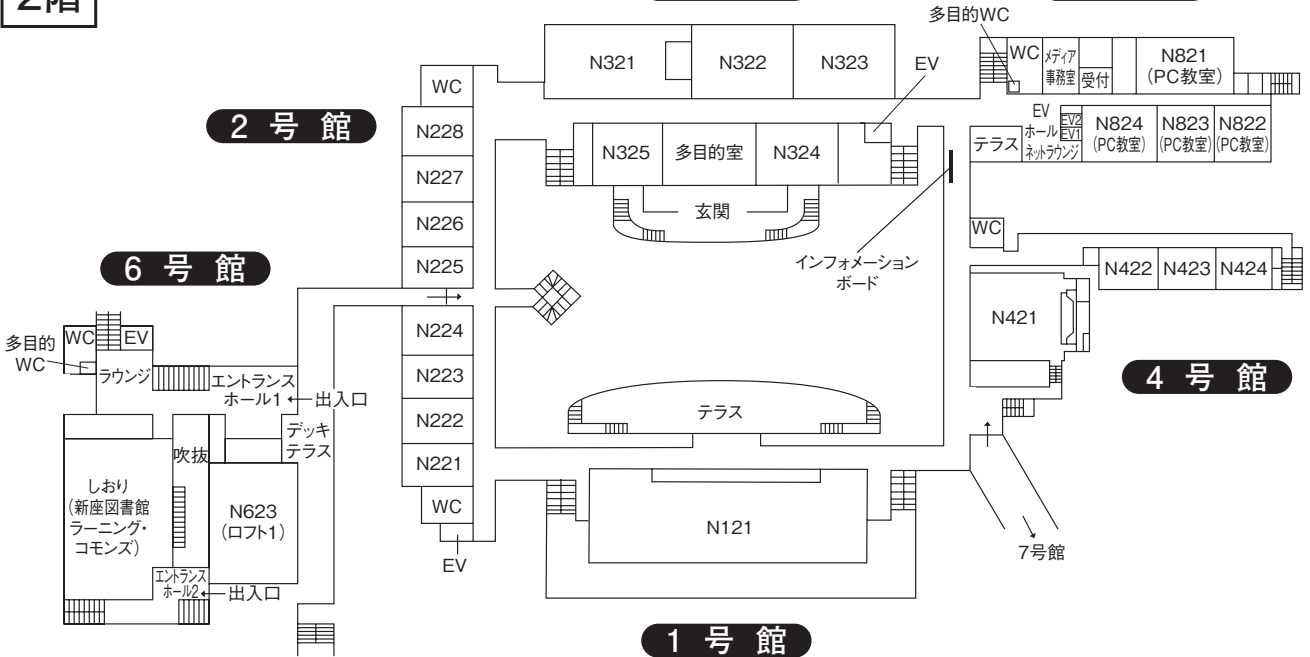 2階
多目的WC
N321
N322
N323
EV
WC
メディア
事務室
受付
N821
(PC教室)
WC
N228
N227
N226
N225
N224
N223
N222
N221
WC
EV
2 号 館
N325
多目的室
N324
玄関
テラス
EV
ホール
ネットラウンジ
EV2
EV1
N824
(PC教室)
N823
(PC教室)
N822
(PC教室)
インフォメーション
ボード
WC
N422
N423
N424
N421
4 号 館
6 号 館
多目的
WC
WC
EV
ラウンジ
エントランス
ホール1
出入口
デッキ
テラス
吹抜
しおり
(新座図書館
ラーニング・
コモンズ)
N623
(ロフト1)
エントランス
ホール2
出入口
テラス
N121
7号館
1 号 館